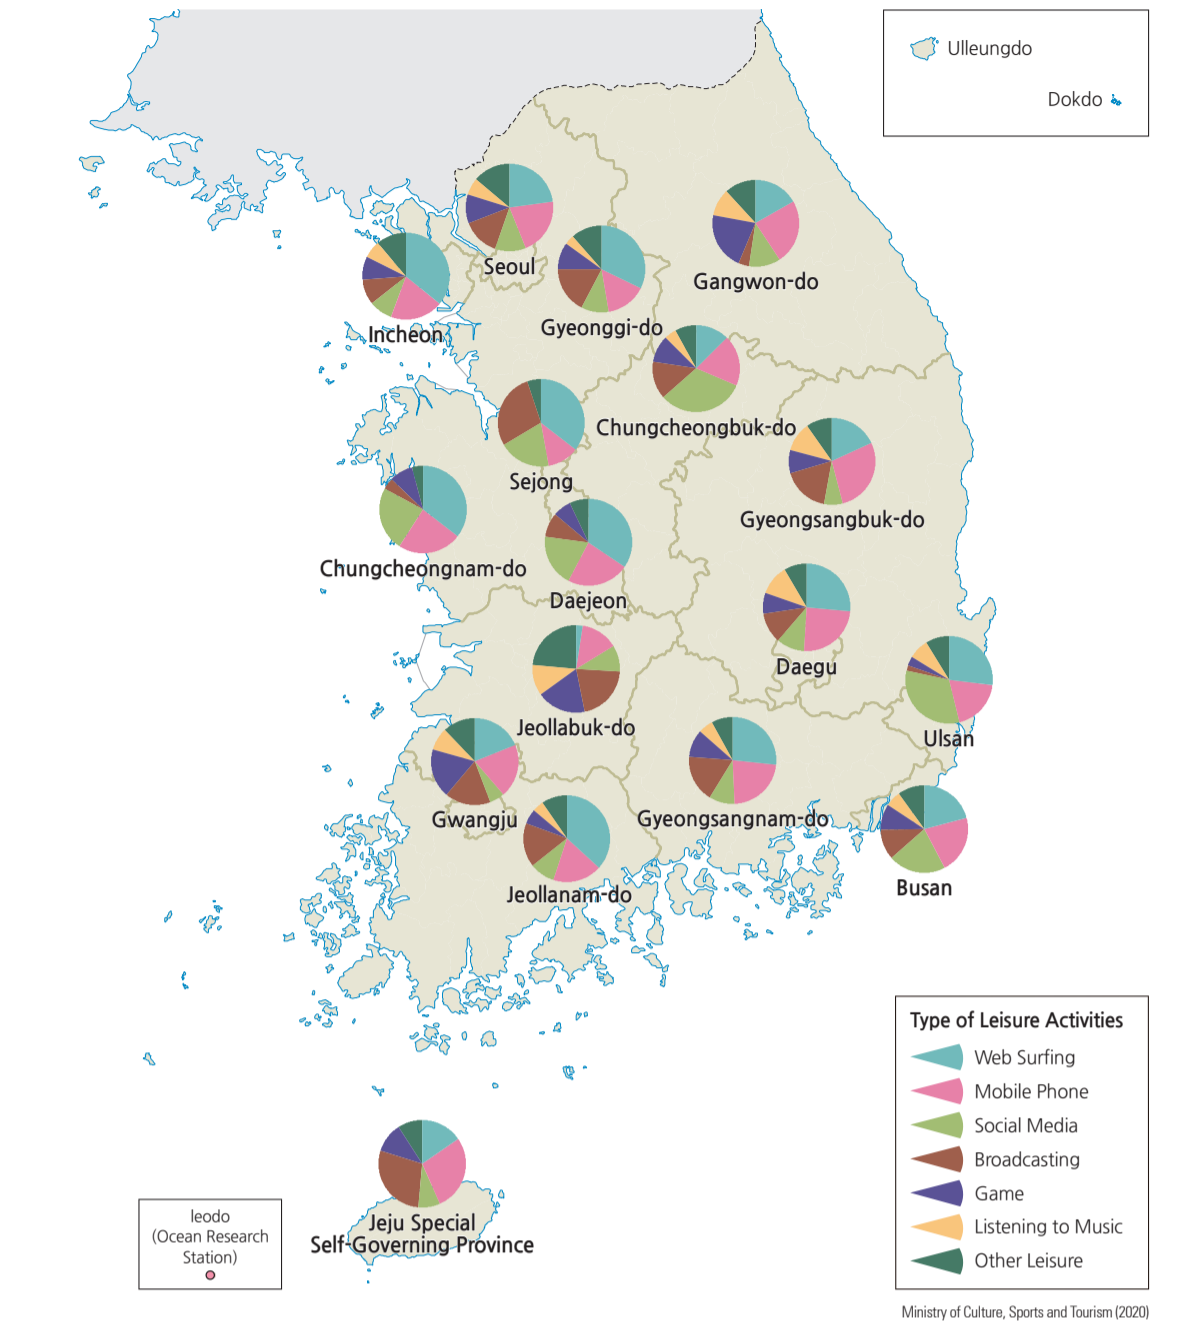 Ulleungdo
Dokdo
Seoul
Gangwon-do
Incheon
Gyeonggi-do
Chungcheongbuk-do
Sejong
Gyeongsangbuk-do
Chungcheongnam-do
Daejeon
Daegu
Jeollabuk-do
Ulsan
Gwangju
Gyeongsangnam-do
Jeollanam-do
Busan
Type of Leisure Activities
Web Surfing
Mobile Phone
Social Media
Broadcasting
Game
Listening to Music
Other Leisure
Jeju Special
Self-Governing Province
Ieodo
(Ocean Research
Station)
Ministry of Culture, Sports and Tourism (2020)